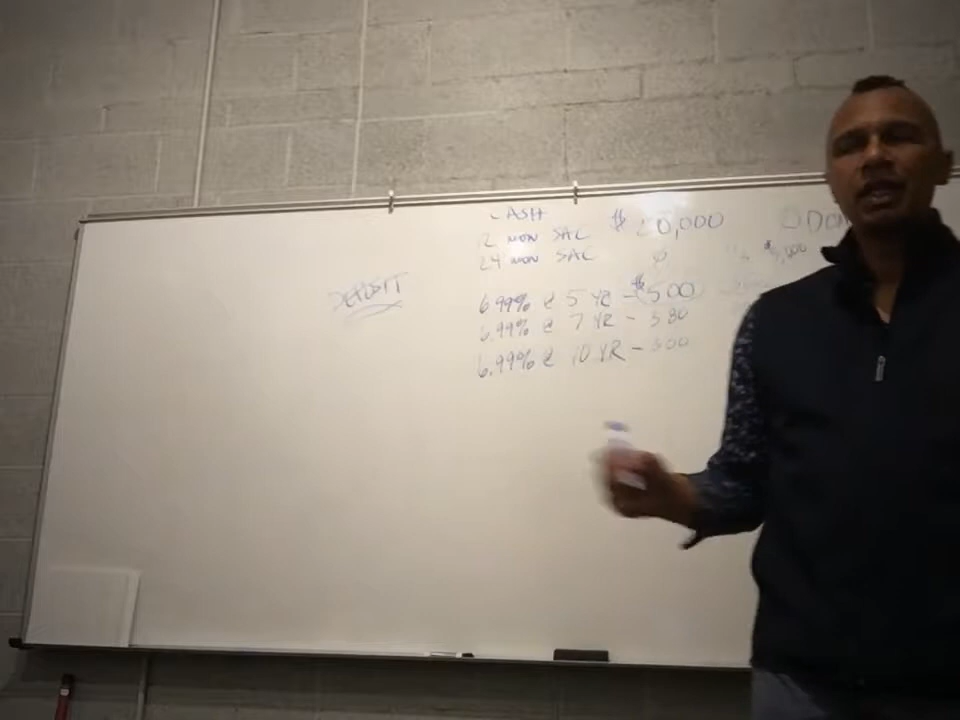 CASH
12 MON SAC $20,000
24 MON SAC
DEPOSIT
6.99% @ 5 YR - $500
6.99% @ 7 YR - 380
6.99% @ 10 YR - 300